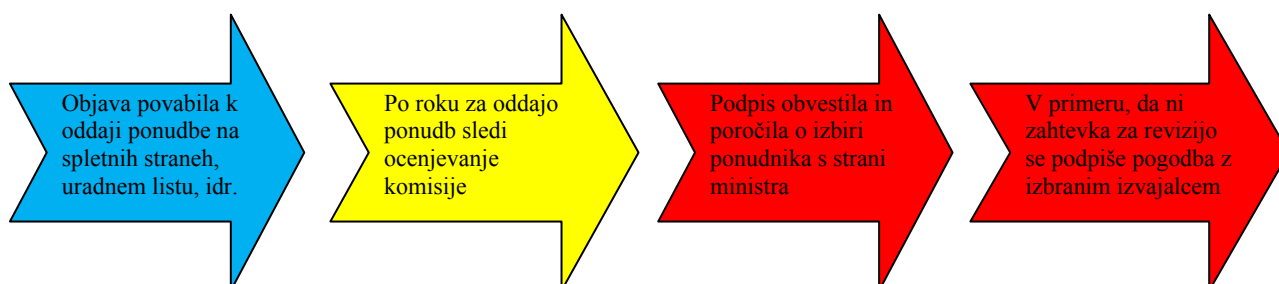 Objava povabila k
oddaji ponudbe na
spletnih straneh,
uradnem listu, idr.
Po roku za oddajo
ponudb sledi
ocenjevanje
komisije
Podpis obvestila in
poročila o izbiri
ponudnika s strani
ministra
V primeru, da ni
zahtevka za revizijo
se podpiše pogodba z
izbranim izvajalcem